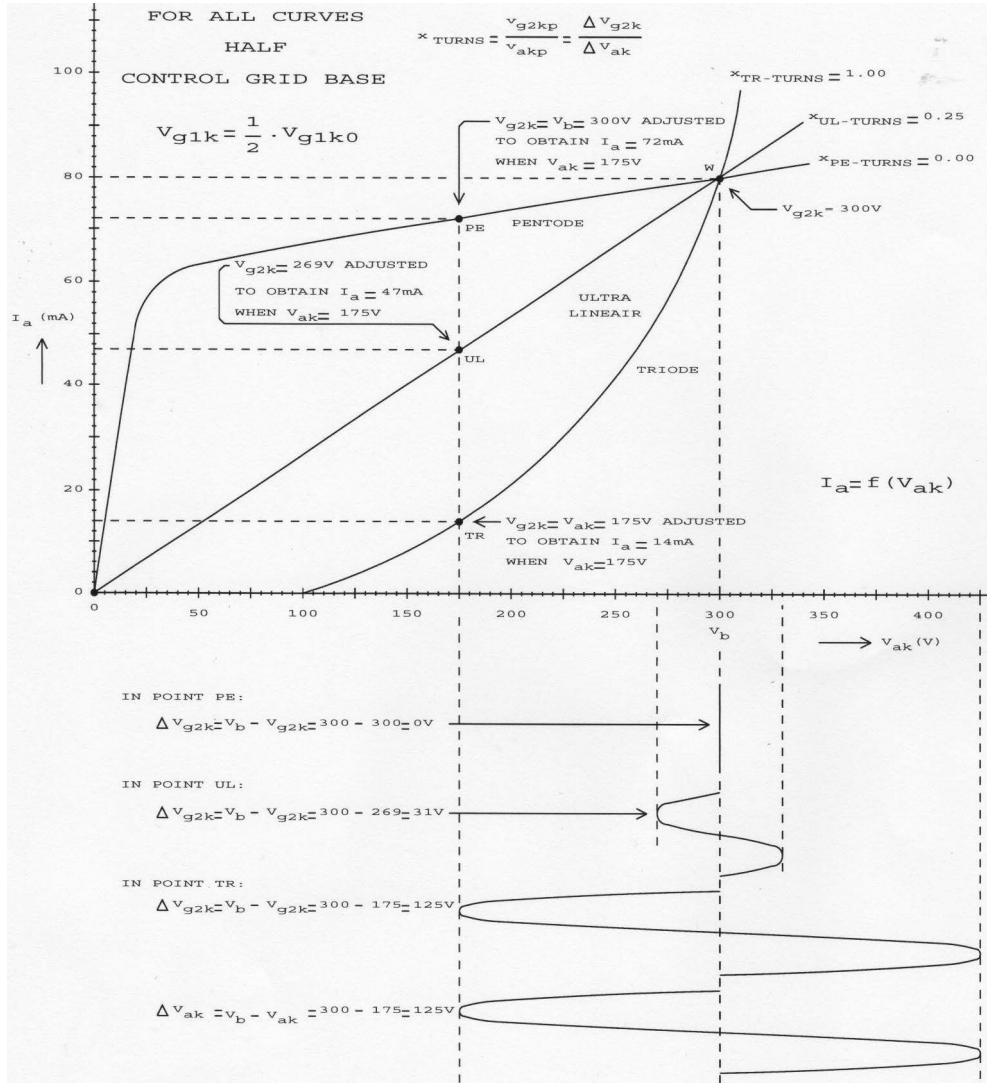 FOR ALL CURVES
HALF
CONTROL GRID BASE
Vg1k = 1/2 · Vg1k0
x TURNS = Vg2kp/Vakp = Δ Vg2k/Δ Vak
xTR-TURNS = 1.00
xUL-TURNS = 0.25
xPE-TURNS = 0.00
Vg2k = Vb = 300V ADJUSTED
TO OBTAIN Ia = 72mA
WHEN Vak = 175V
W
Vg2k = 300V
PE
PENTODE
Vg2k = 269V ADJUSTED
TO OBTAIN Ia = 47mA
WHEN Vak = 175V
ULTRA
LINEAIR
UL
TRIODE
Ia = f(Vak)
Vg2k = Vak = 175V ADJUSTED
TO OBTAIN Ia = 14mA
WHEN Vak = 175V
TR
Ia (mA)
100
80
60
40
20
0
0 50 100 150 200 250 300 350 400
Vb
Vak (V)
IN POINT PE:
Δ Vg2k = Vb - Vg2k = 300 - 300 = 0V
IN POINT UL:
Δ Vg2k = Vb - Vg2k = 300 - 269 = 31V
IN POINT TR:
Δ Vg2k = Vb - Vg2k = 300 - 175 = 125V
Δ Vak = Vb - Vak = 300 - 175 = 125V